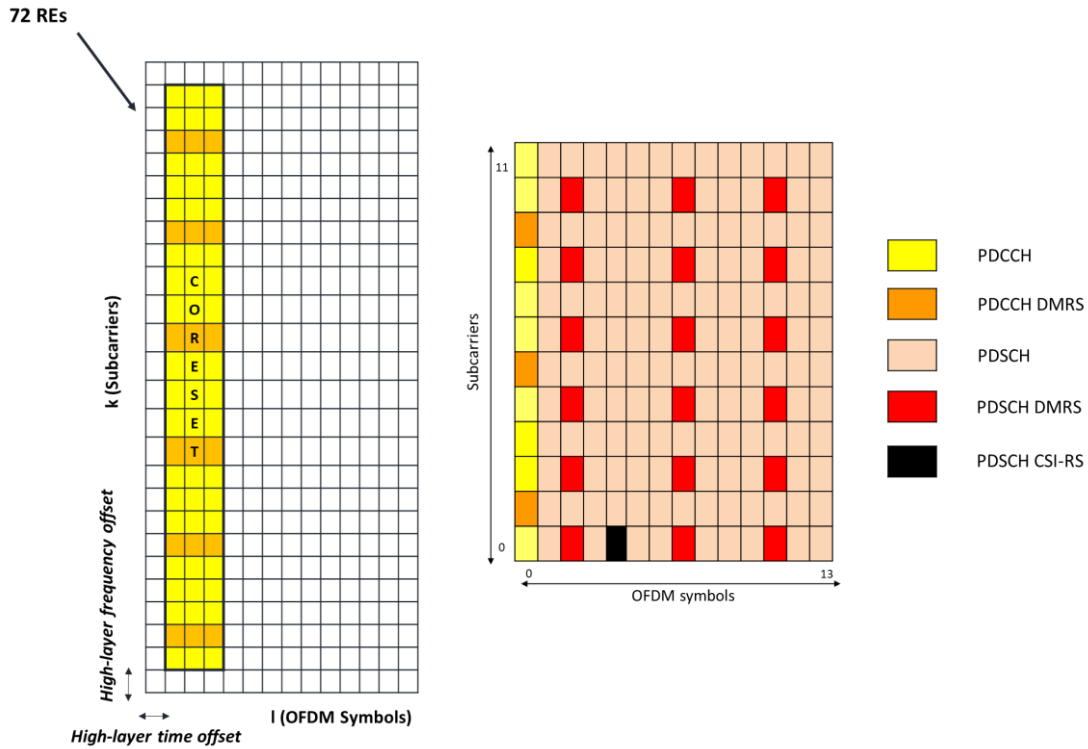 72 REs
k (Subcarriers)
C
O
R
E
S
E
T
High-layer frequency offset
l (OFDM Symbols)
High-layer time offset
11
Subcarriers
0
0
13
OFDM symbols
PDCCH
PDCCH DMRS
PDSCH
PDSCH DMRS
PDSCH CSI-RS